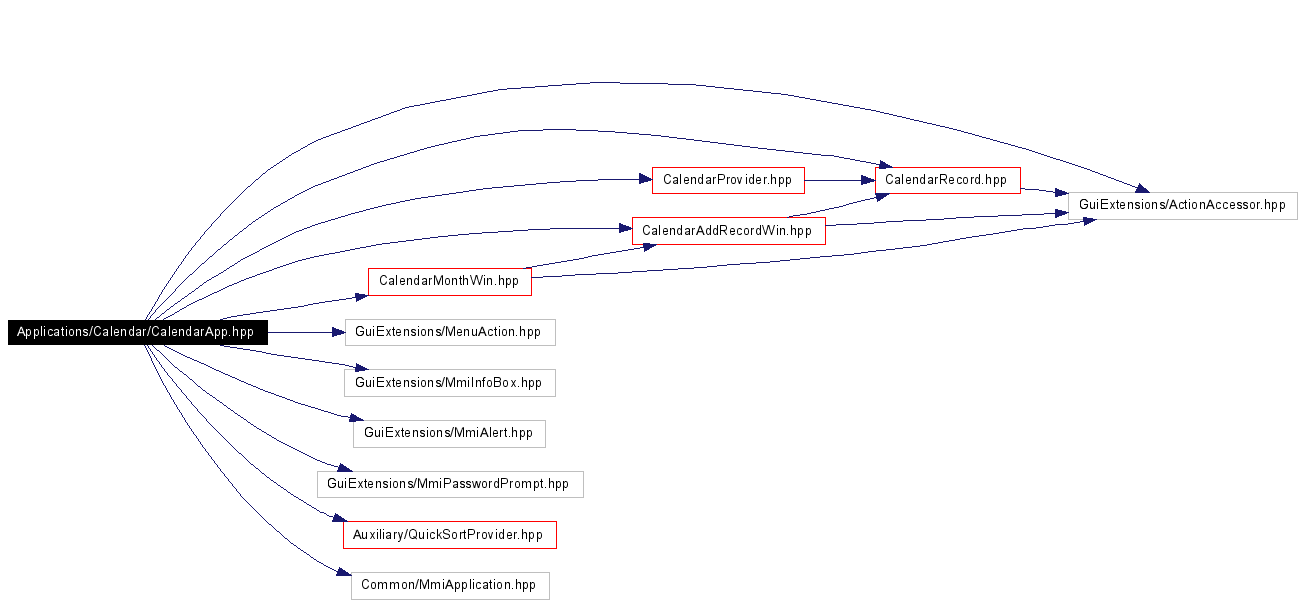 CalendarProvider.hpp
CalendarRecord.hpp
GuiExtensions/ActionAccessor.hpp
CalendarAddRecordWin.hpp
CalendarMonthWin.hpp
Applications/Calendar/CalendarApp.hpp
GuiExtensions/MenuAction.hpp
GuiExtensions/MmiInfoBox.hpp
GuiExtensions/MmiAlert.hpp
GuiExtensions/MmiPasswordPrompt.hpp
Auxiliary/QuickSortProvider.hpp
Common/MmiApplication.hpp